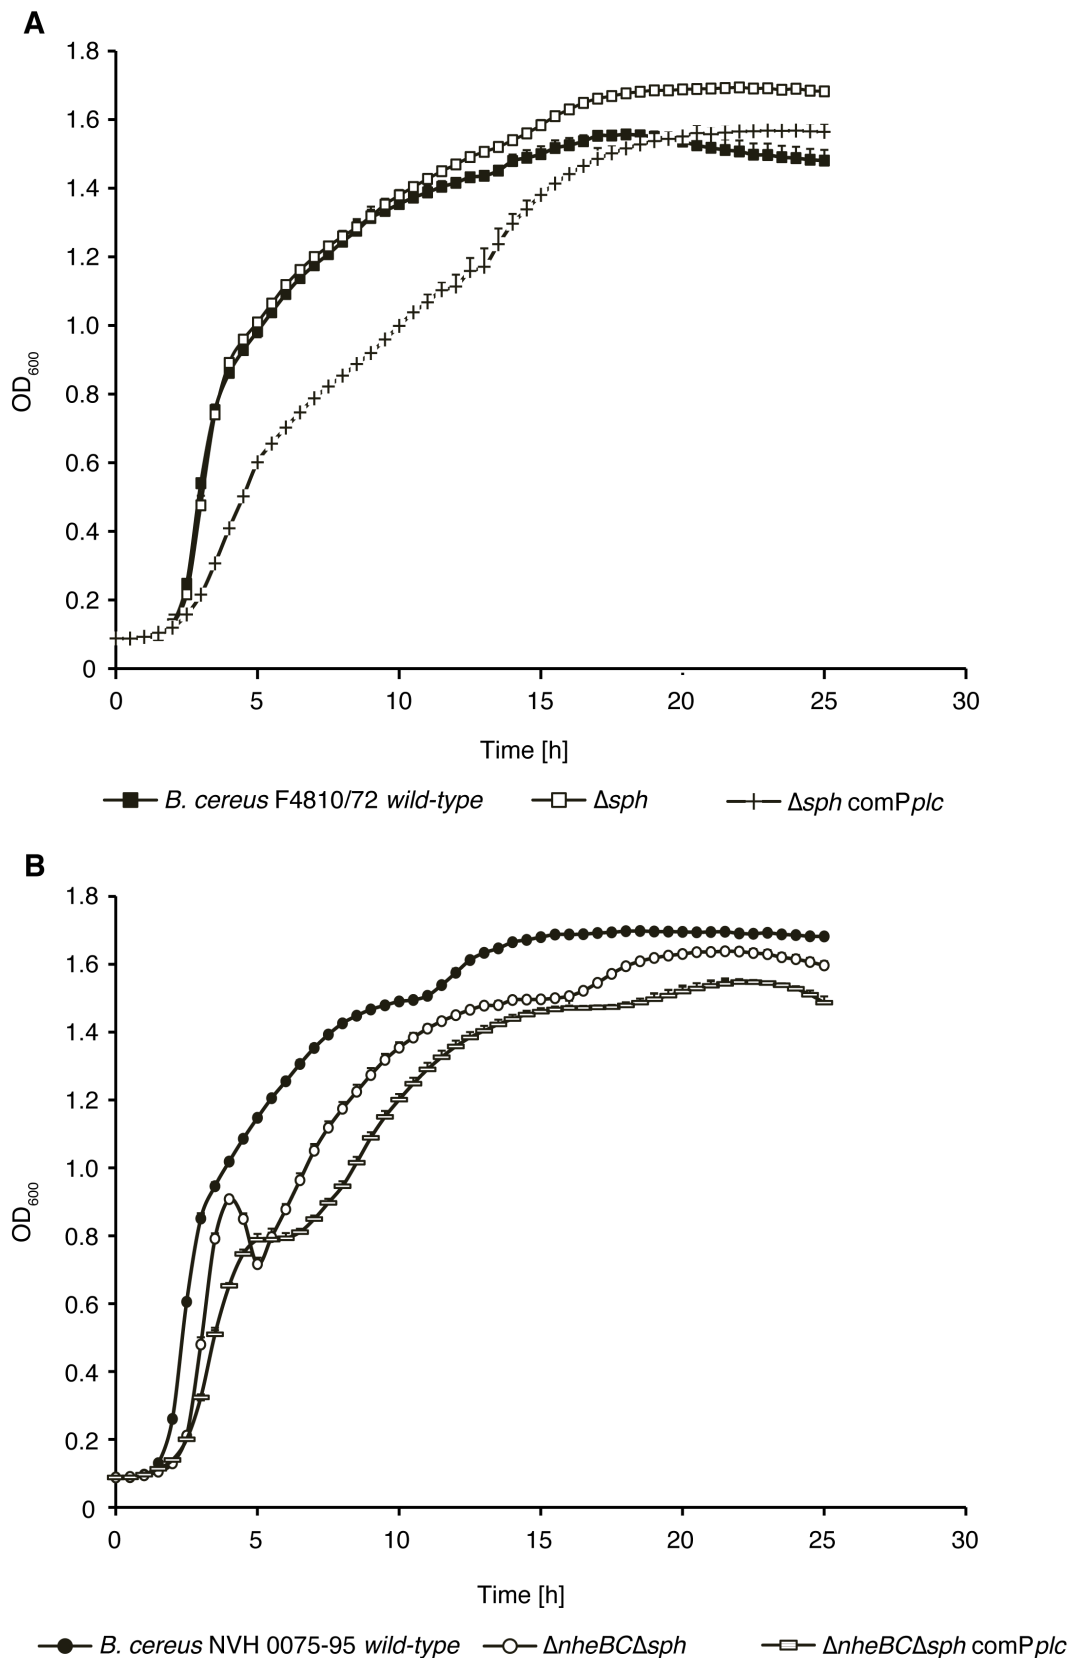 A
1.8
1.6
1.4
1.2
1.0
0.8
0.6
0.4
0.2
0
OD600
0 5 10 15 20 25 30
Time [h]
B. cereus F4810/72 wild-type Δsph Δsph comPplc
B
1.8
1.6
1.4
1.2
1.0
0.8
0.6
0.4
0.2
0
OD600
0 5 10 15 20 25 30
Time [h]
B. cereus NVH 0075-95 wild-type ΔnheBCΔsph ΔnheBCΔsph comPplc